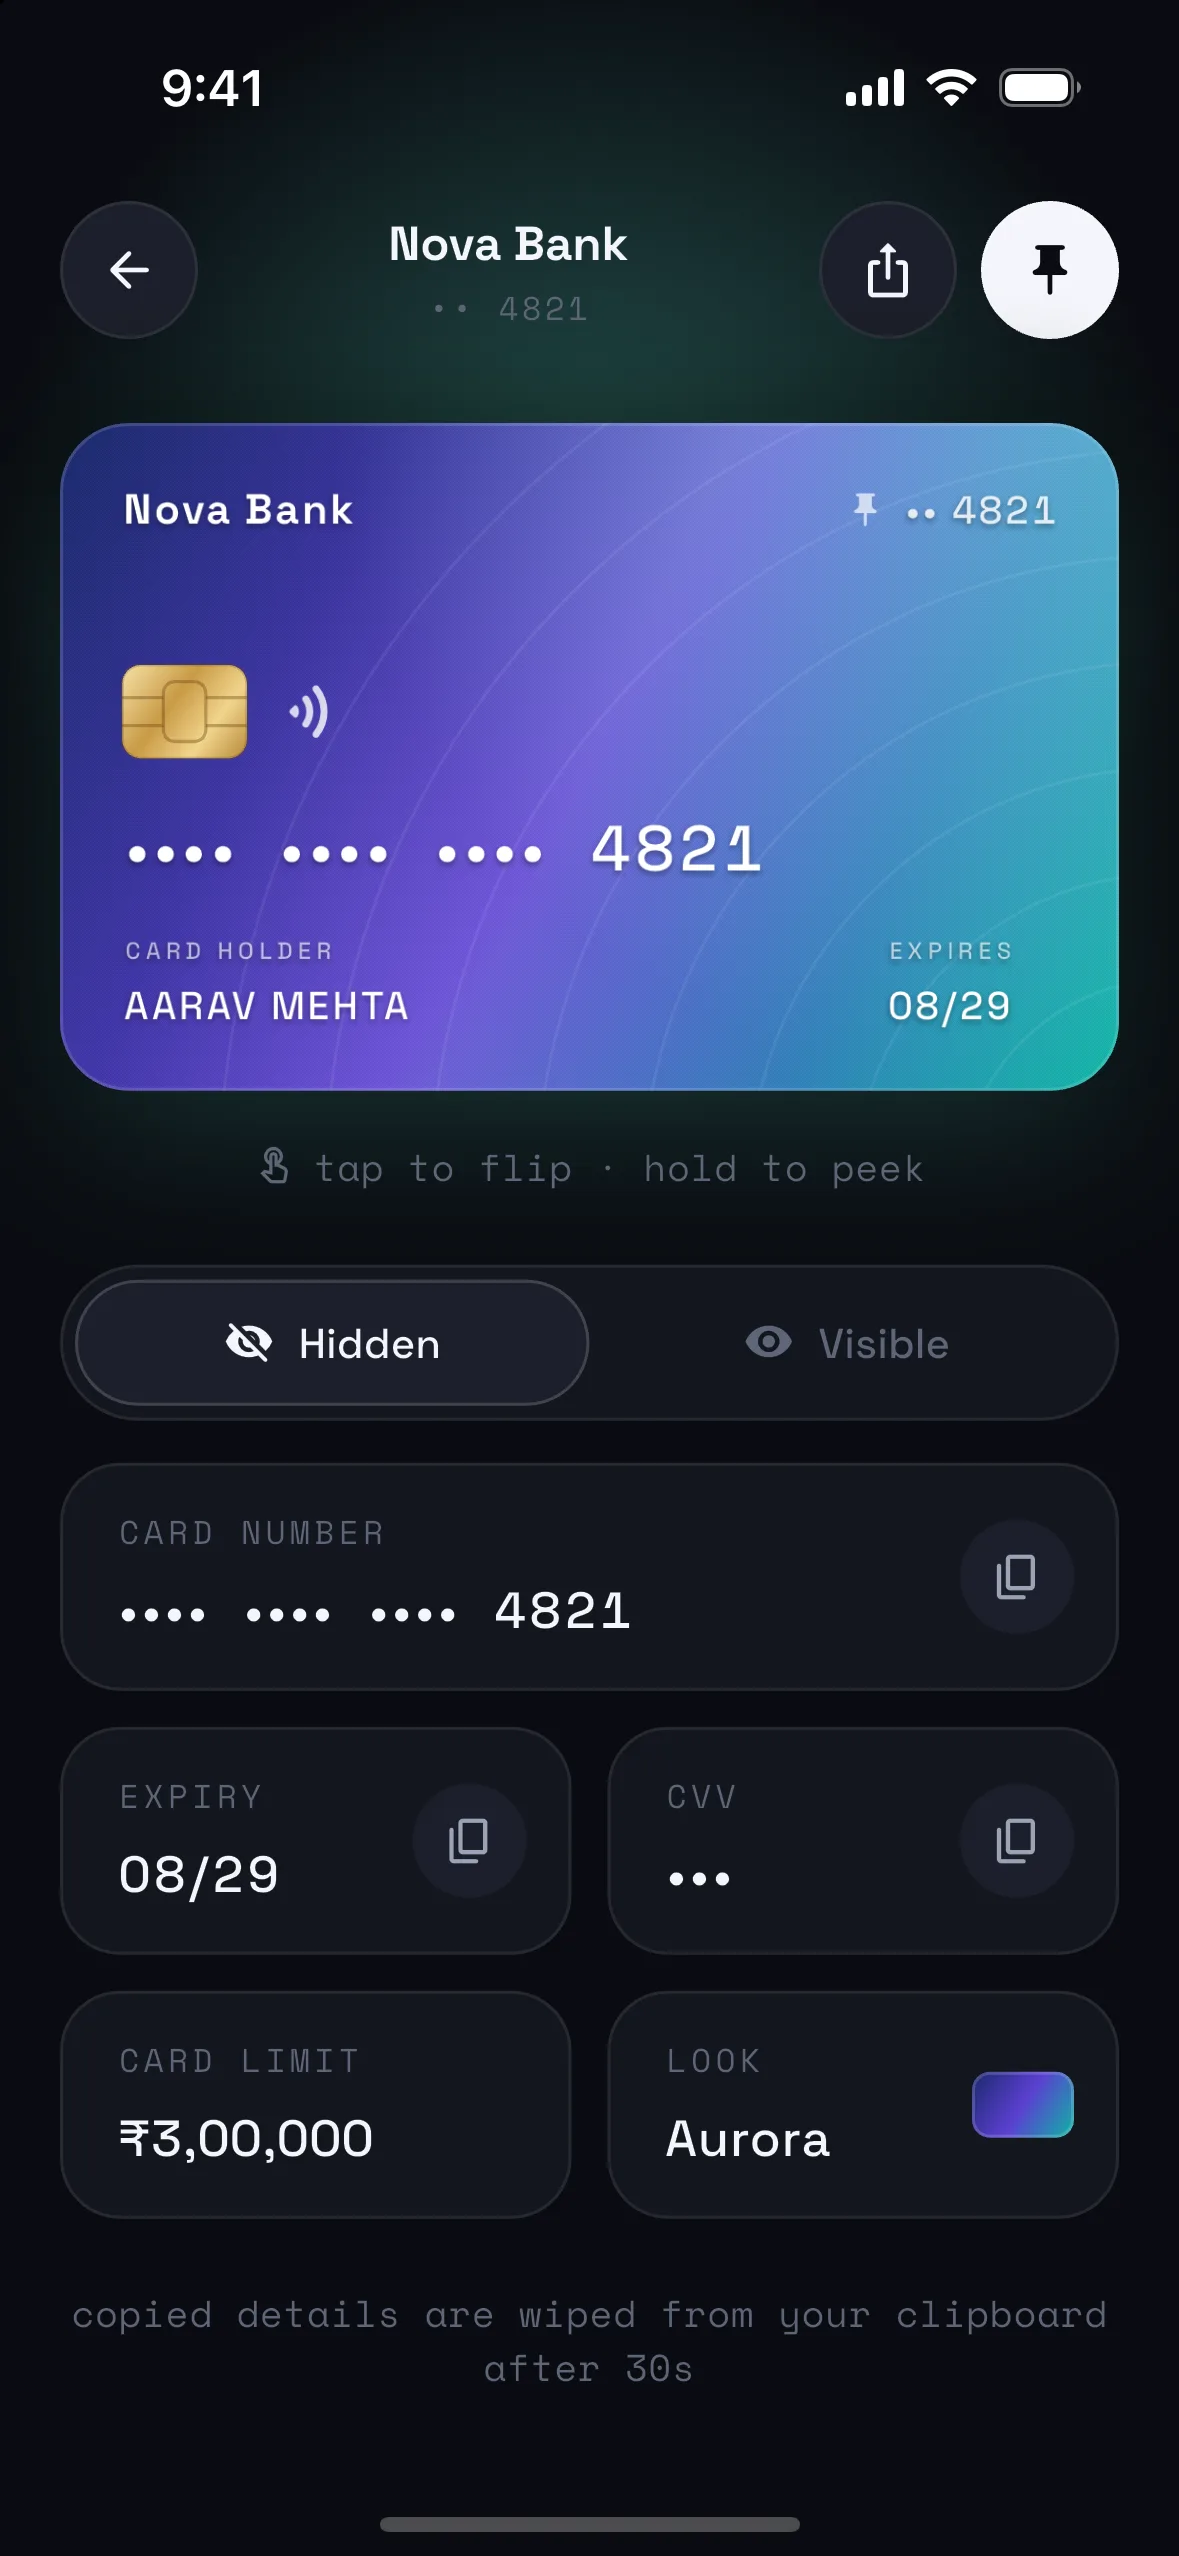 9:41
Nova Bank
•• 4821
Nova Bank
•• 4821
•••• •••• •••• 4821
CARD HOLDER
EXPIRES
AARAV MEHTA
08/29
tap to flip · hold to peek
Hidden
Visible
CARD NUMBER
•••• •••• •••• 4821
EXPIRY
CVV
08/29
•••
CARD LIMIT
LOOK
₹3,00,000
Aurora
copied details are wiped from your clipboard
after 30s